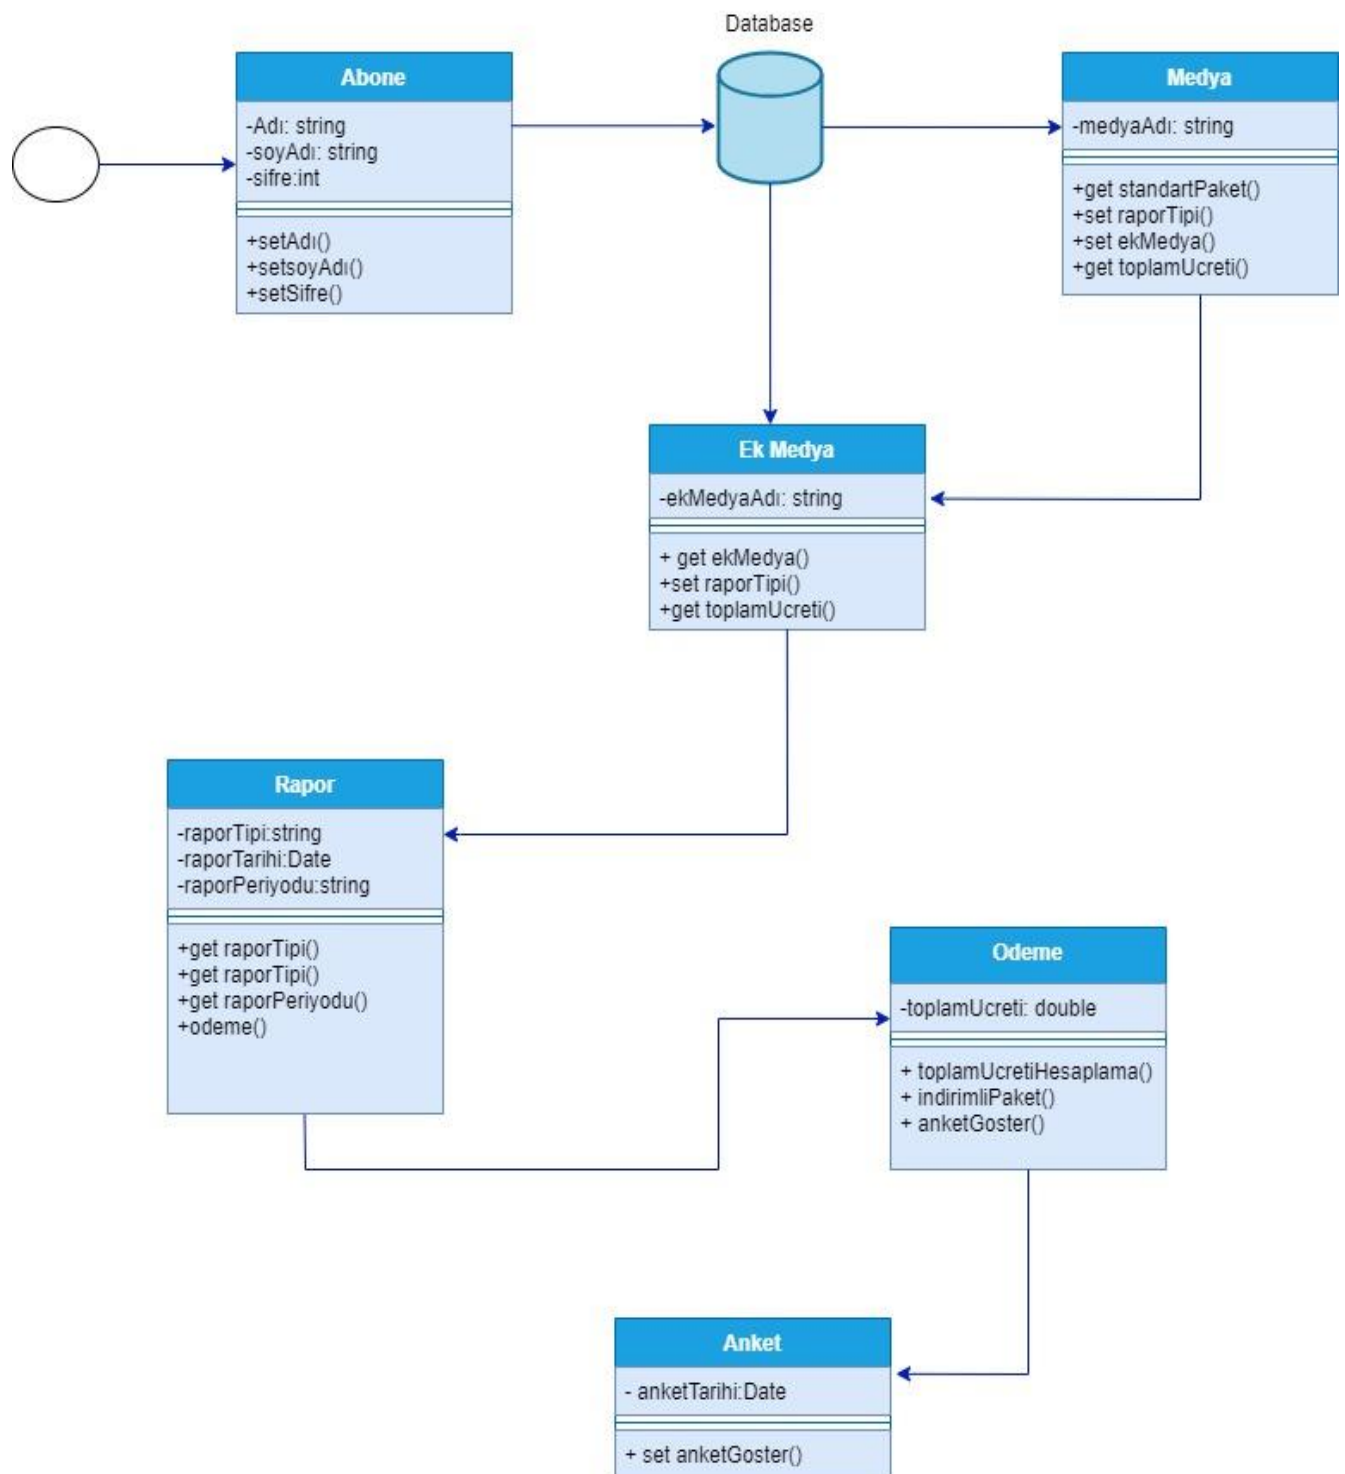 Database
Abone
-Adı: string
-soyAdı: string
-sifre:int
+setAdı()
+setsoyAdı()
+setSifre()
Medya
-medyaAdı: string
+get standartPaket()
+set raporTipi()
+set ekMedya()
+get toplamUcreti()
Ek Medya
-ekMedyaAdı: string
+ get ekMedya()
+set raporTipi()
+get toplamUcreti()
Rapor
-raporTipi:string
-raporTarihi:Date
-raporPeriyodu:string
+get raporTipi()
+get raporTipi()
+get raporPeriyodu()
+odeme()
Odeme
-toplamUcreti: double
+ toplamUcretiHesaplama()
+ indirimliPaket()
+ anketGoster()
Anket
- anketTarihi:Date
+ set anketGoster()